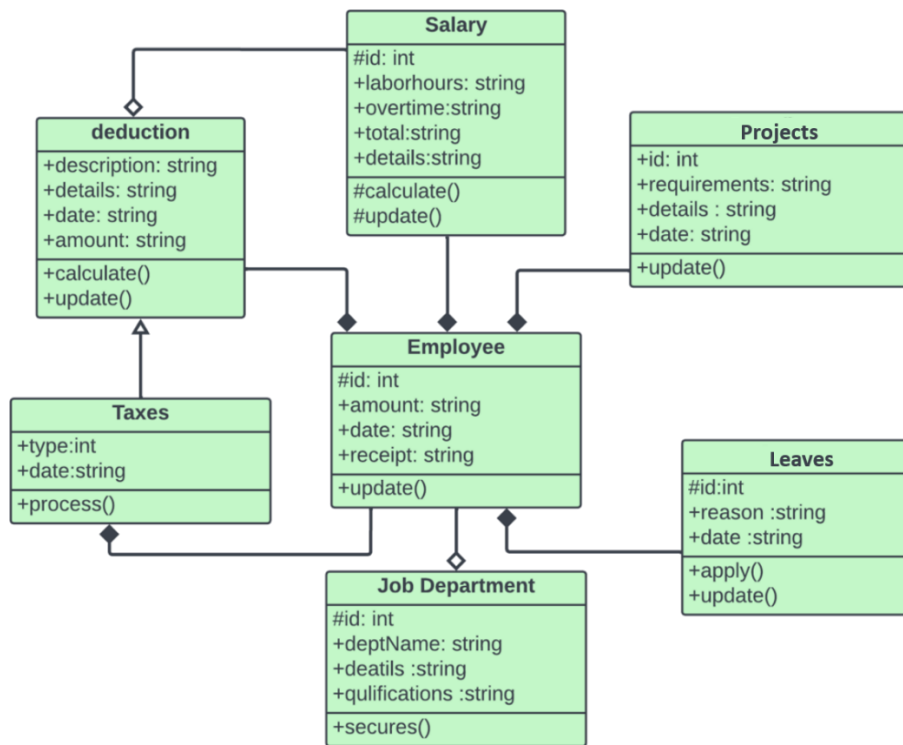 Salary
#id: int
+laborhours: string
+overtime:string
+total:string
+details:string
#calculate()
#update()
deduction
+description: string
+details: string
+date: string
+amount: string
+calculate()
+update()
Projects
+id: int
+requirements: string
+details : string
+date: string
+update()
Employee
#id: int
+amount: string
+date: string
+receipt: string
+update()
Taxes
+type:int
+date:string
+process()
Leaves
#id:int
+reason :string
+date :string
+apply()
+update()
Job Department
#id: int
+deptName: string
+deatils :string
+qulifications :string
+secures()